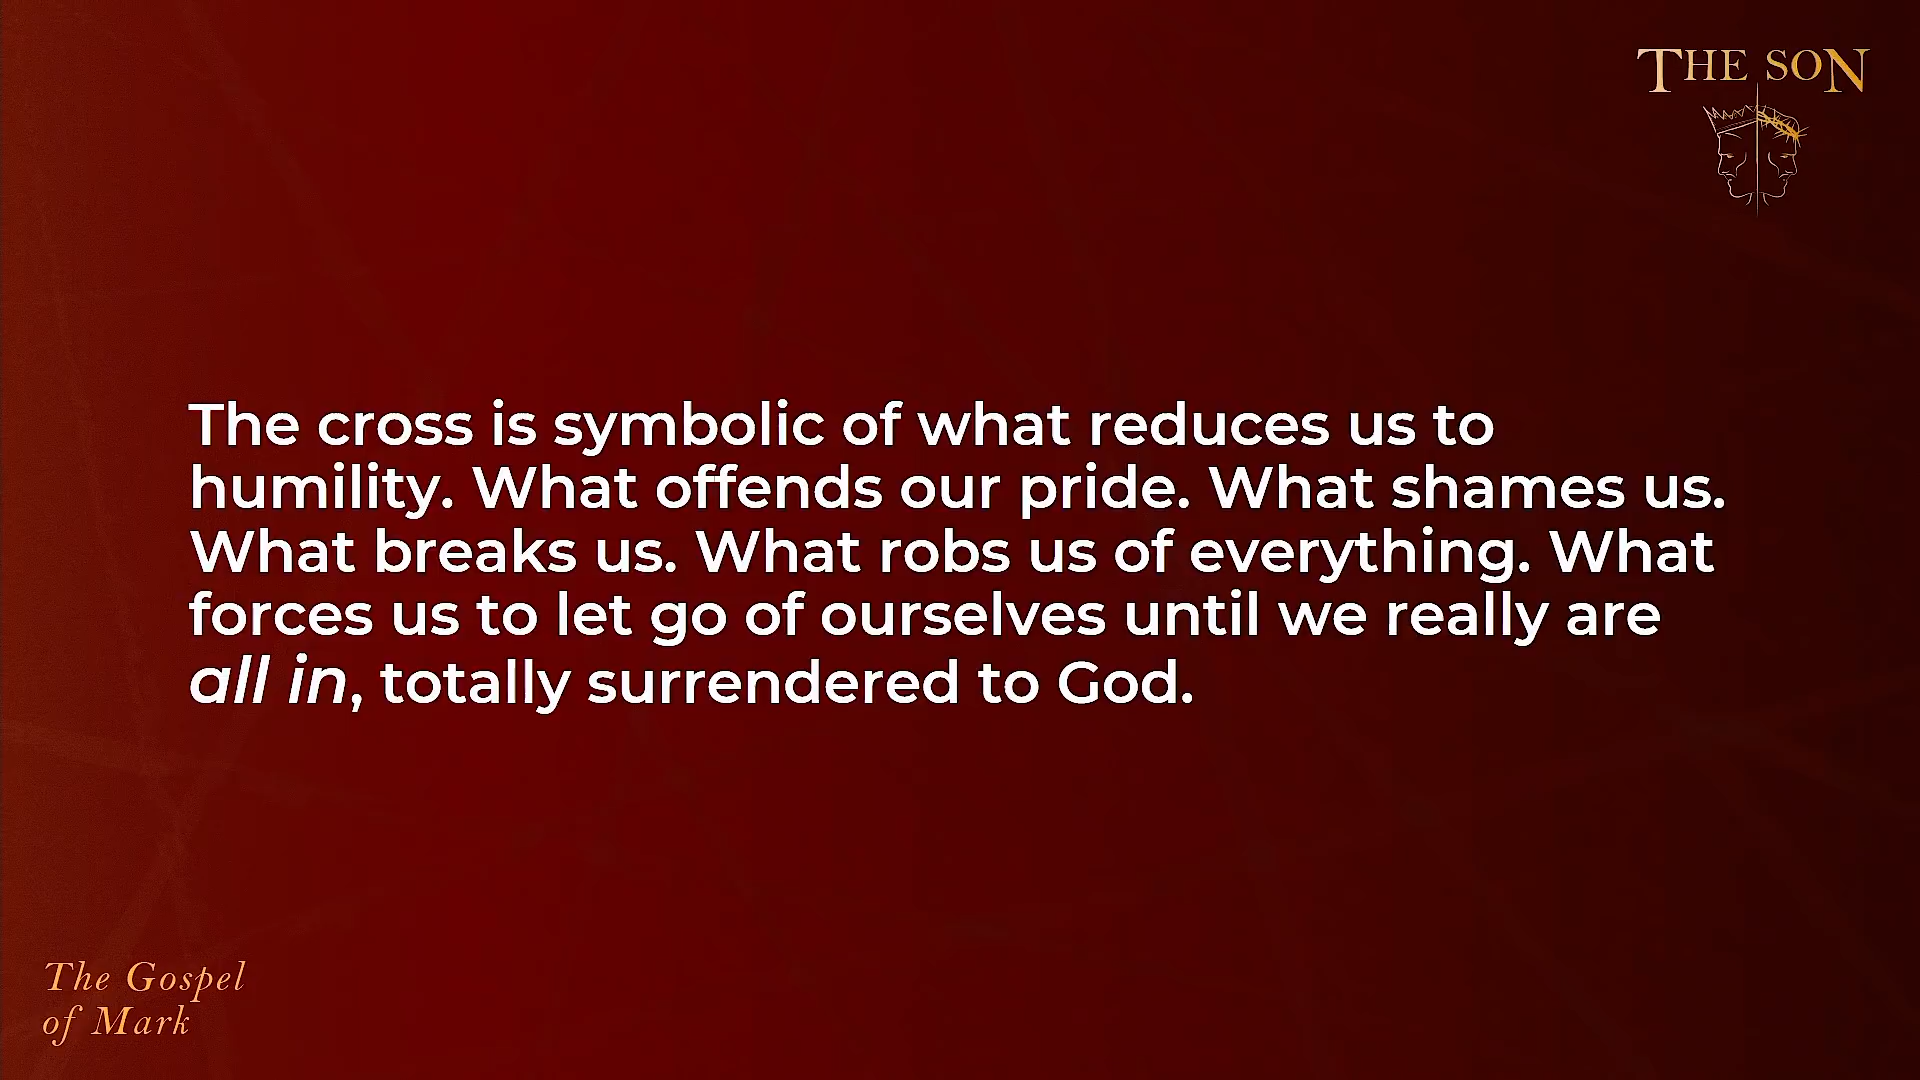 THE SON
The cross is symbolic of what reduces us to
humility. What offends our pride. What shames us.
What breaks us. What robs us of everything. What
forces us to let go of ourselves until we really are
all in, totally surrendered to God.
The Gospel
of Mark